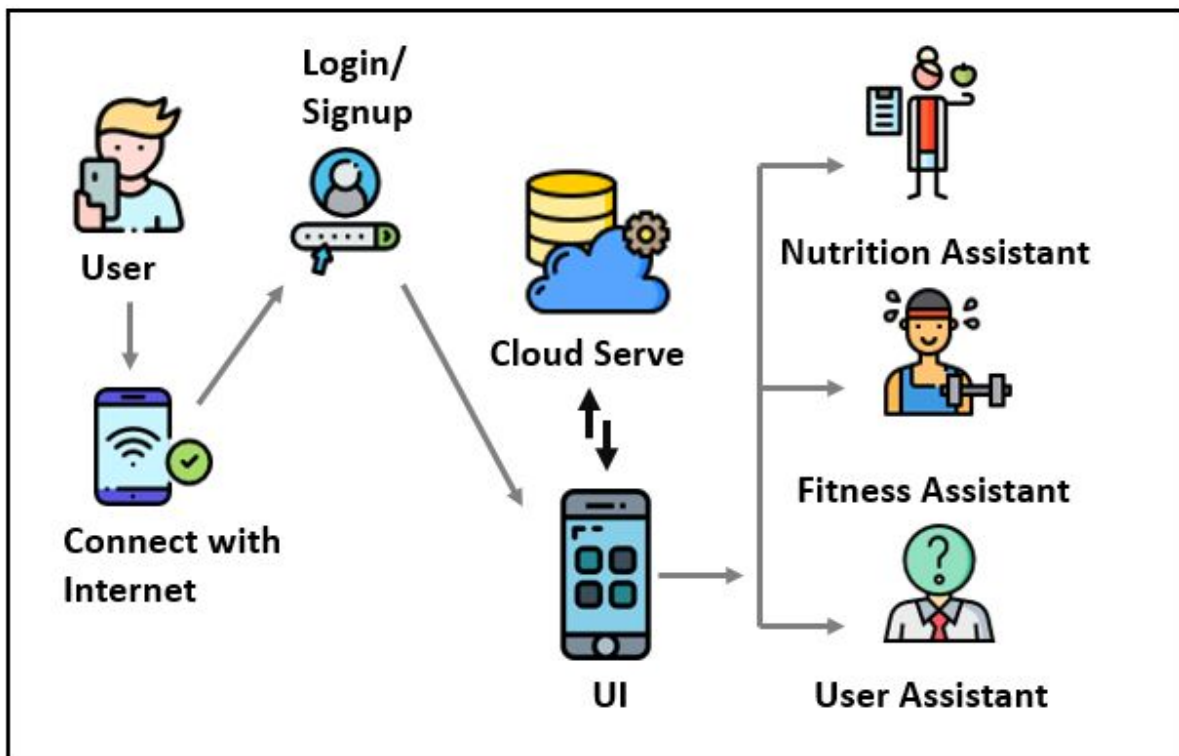 Login/
Signup
User
Connect with
Internet
Cloud Serve
UI
Nutrition Assistant
Fitness Assistant
?
User Assistant